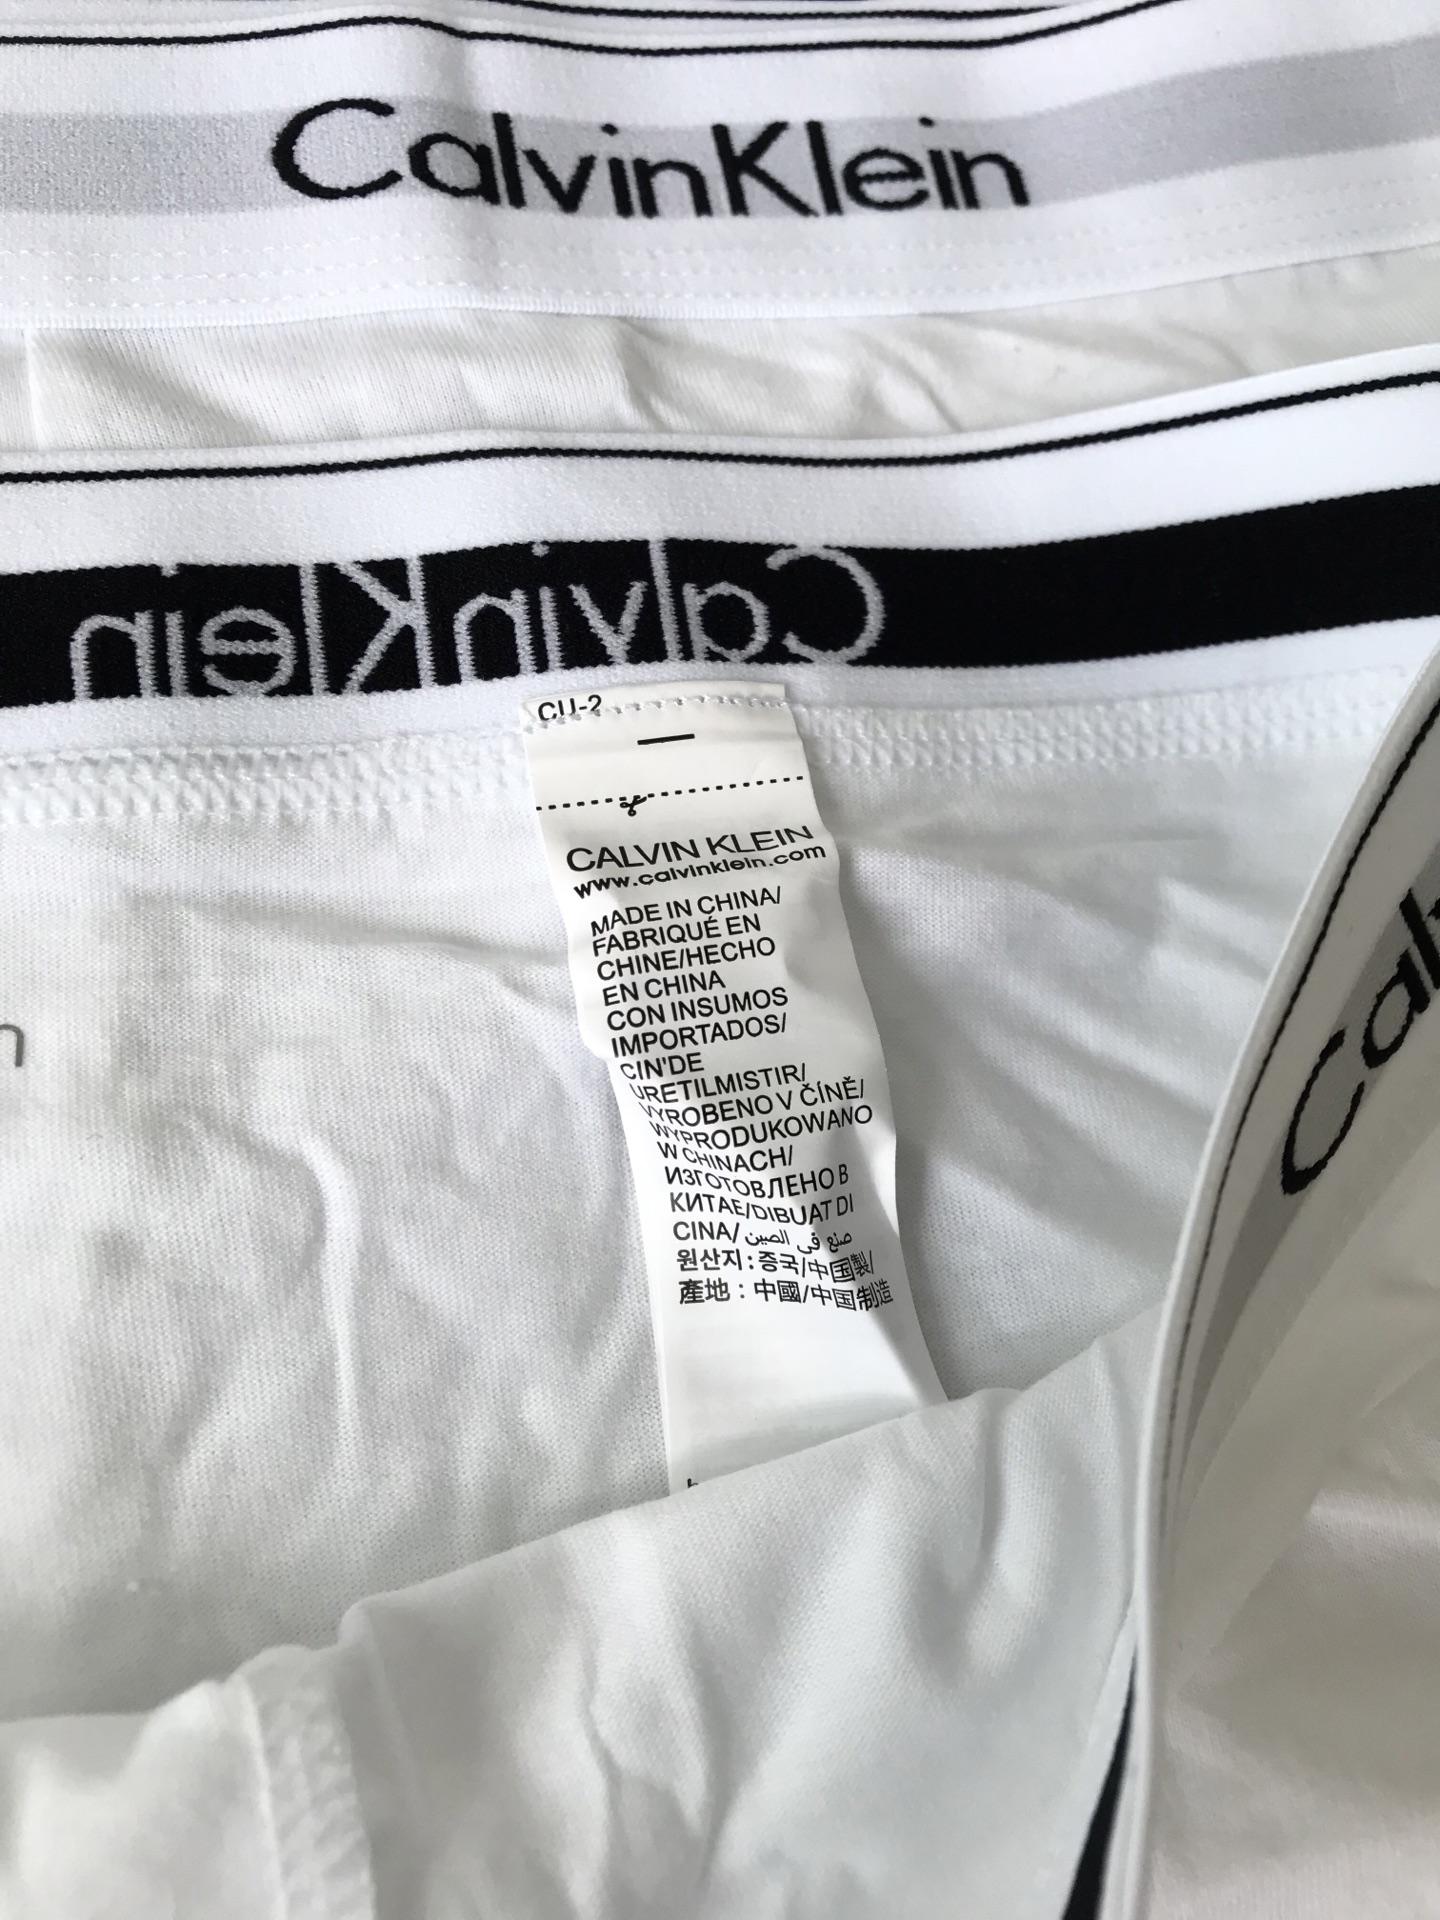 CalvinKlein
CalvinKlein
CU-2
CALVIN KLEIN
www.calvinklein.com
MADE IN CHINA/
FABRIQUÉ EN
CHINE/HECHO
EN CHINA
CON INSUMOS
IMPORTADOS/
CIN'DE
URETILMISTIR/
VYROBENO V ČÍNĚ/
WYPRODUKOWANO
W CHINACH/
ИЗГОТОВЛЕНО В
КИТАЕ/DIBUAT DI
CINA/ صنع في الصين
원산지:중국/中国製/
產地:中國/中国制造
Calv
n